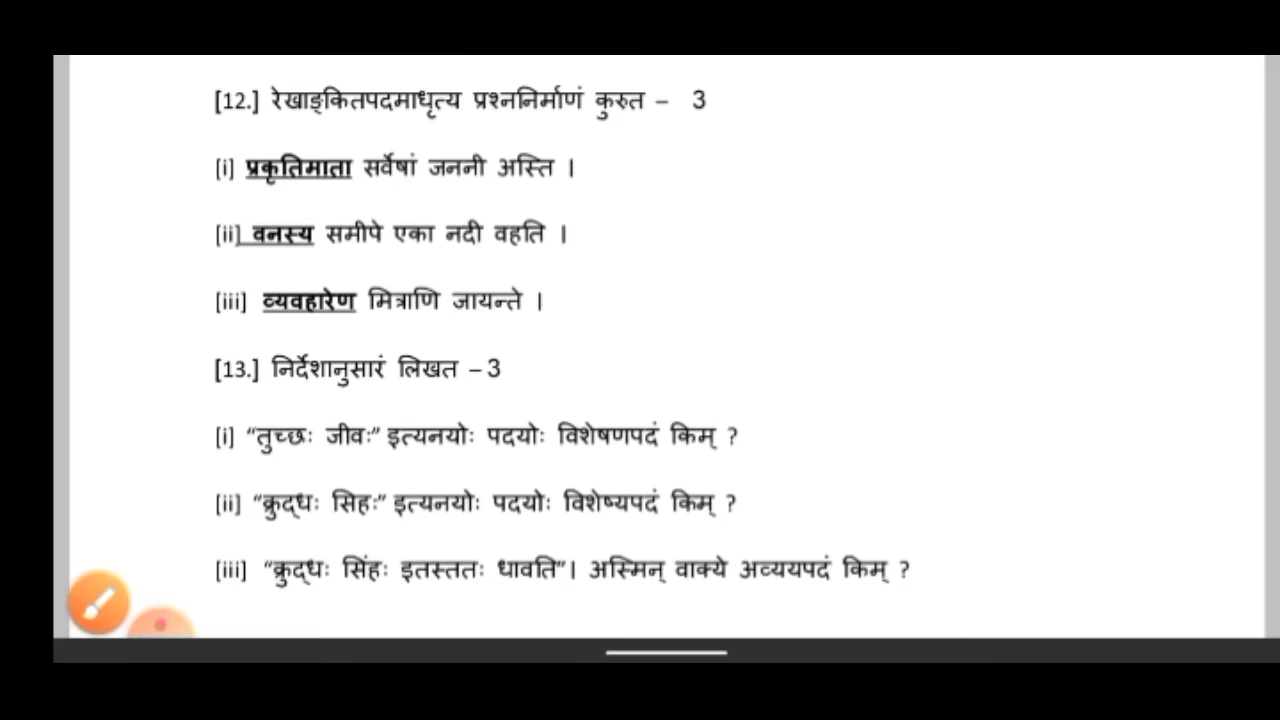 [12.] रेखाङ्कितपदमाधृत्य प्रश्ननिर्माणं कुरुत – 3
[i] प्रकृतिमाता सर्वेषां जननी अस्ति ।
[ii] वनस्य समीपे एका नदी वहति ।
[iii] व्यवहारेण मित्राणि जायन्ते ।
[13.] निर्देशानुसारं लिखत – 3
[i] “तुच्छः जीवः” इत्यनयोः पदयोः विशेषणपदं किम् ?
[ii] “क्रुद्धः सिहः” इत्यनयोः पदयोः विशेष्यपदं किम् ?
[iii] “क्रुद्धः सिंहः इतस्ततः धावति”। अस्मिन् वाक्ये अव्ययपदं किम् ?